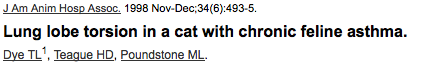 J Am Anim Hosp Assoc. 1998 Nov-Dec;34(6):493-5.
Lung lobe torsion in a cat with chronic feline asthma.
Dye TL1, Teague HD, Poundstone ML.